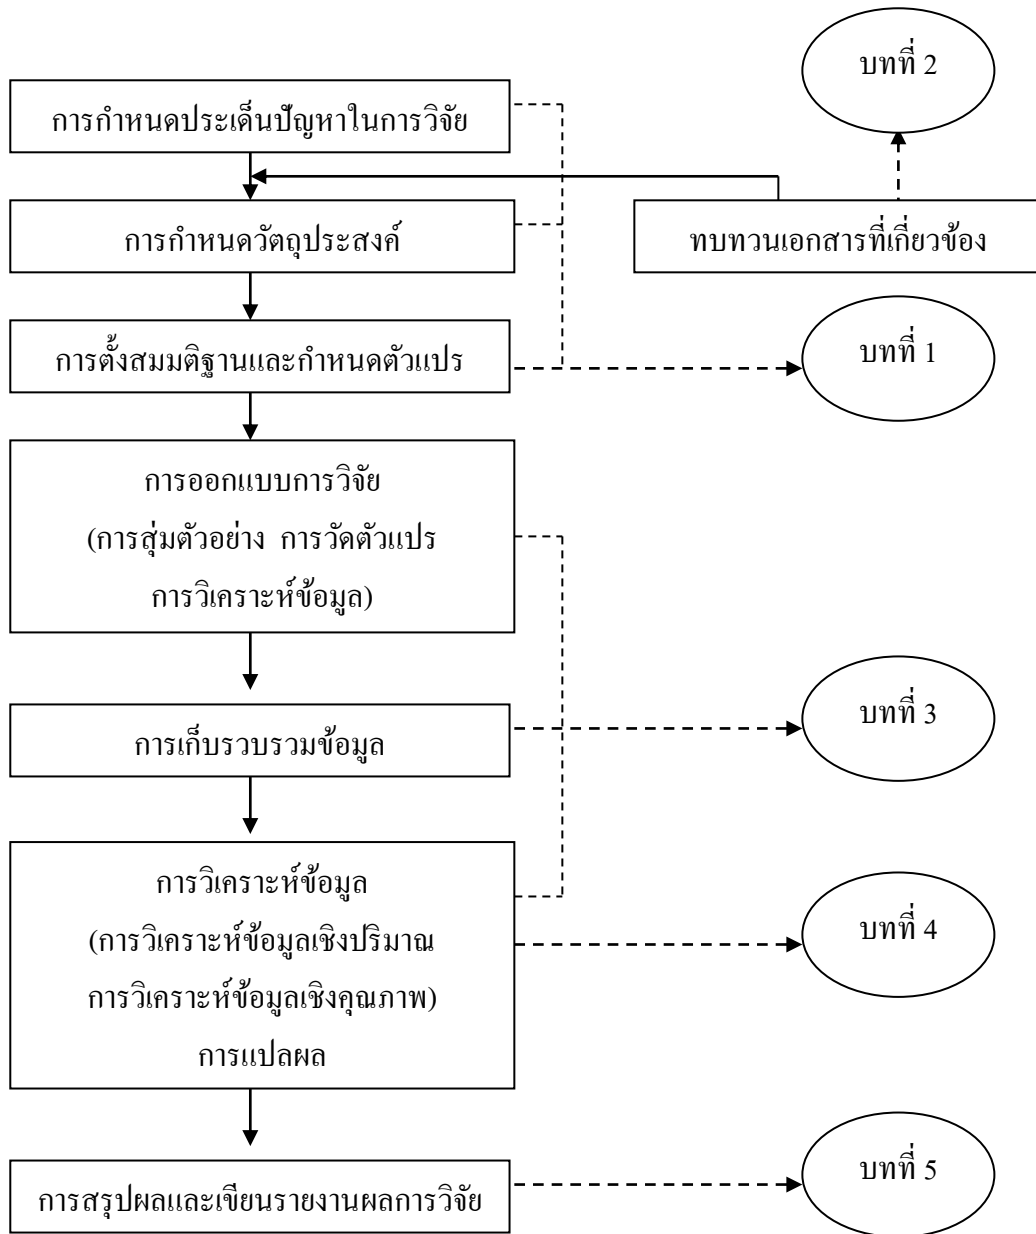 บทที่ 2
การกำหนดประเด็นปัญหาในการวิจัย
การกำหนดวัตถุประสงค์
ทบทวนเอกสารที่เกี่ยวข้อง
การตั้งสมมติฐานและกำหนดตัวแปร
บทที่ 1
การออกแบบการวิจัย
(การสุ่มตัวอย่าง การวัดตัวแปร
การวิเคราะห์ข้อมูล)
การเก็บรวบรวมข้อมูล
บทที่ 3
การวิเคราะห์ข้อมูล
(การวิเคราะห์ข้อมูลเชิงปริมาณ
การวิเคราะห์ข้อมูลเชิงคุณภาพ)
การแปลผล
บทที่ 4
การสรุปผลและเขียนรายงานผลการวิจัย
บทที่ 5